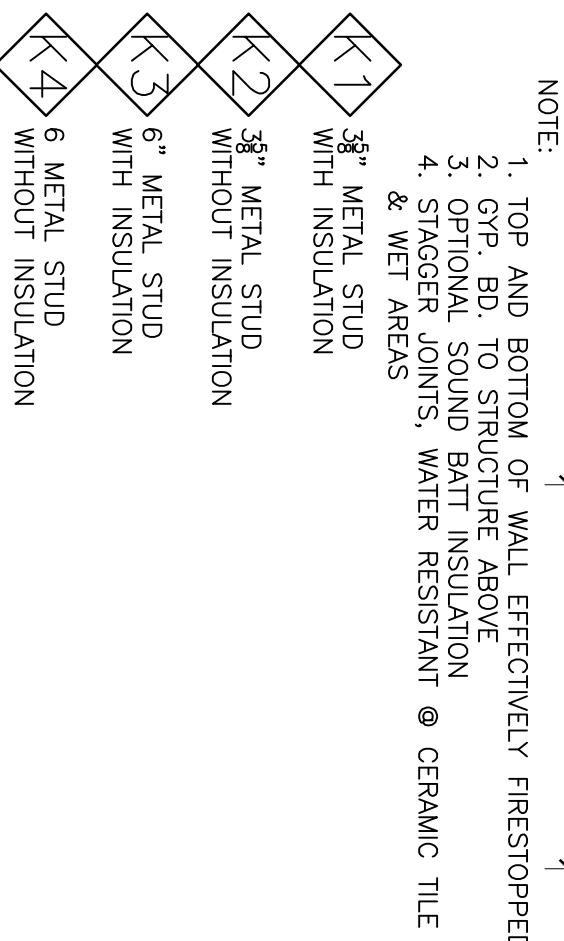 NOTE:
1. TOP AND BOTTOM OF WALL EFFECTIVELY FIRESTOPPED
2. GYP. BD. TO STRUCTURE ABOVE
3. OPTIONAL SOUND BATT INSULATION
4. STAGGER JOINTS, WATER RESISTANT @ CERAMIC TILE
& WET AREAS
K1 3⅝" METAL STUD
WITH INSULATION
K2 3⅝" METAL STUD
WITHOUT INSULATION
K3 6" METAL STUD
WITH INSULATION
K4 6 METAL STUD
WITHOUT INSULATION